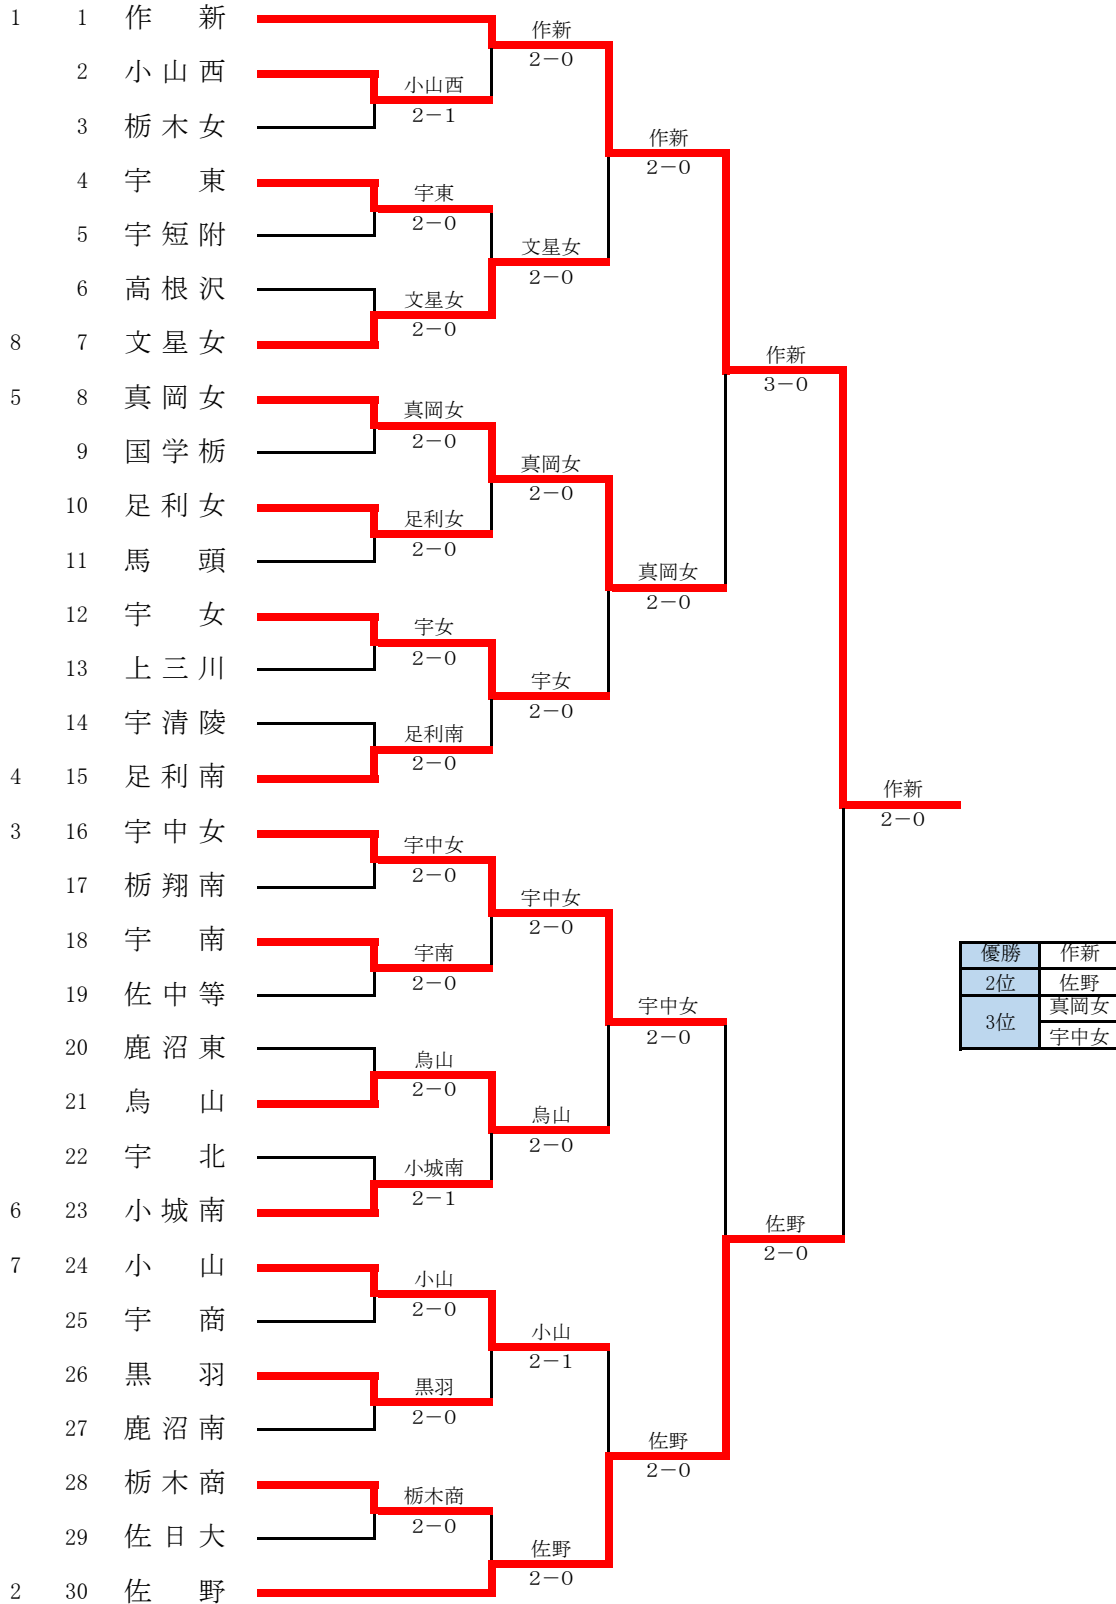 1 1 作新
作新
2－0
2 小山西
小山西
2－1
3 栃木女
作新
2－0
4 宇東
宇東
2－0
5 宇短附
文星女
2－0
6 高根沢
文星女
2－0
8 7 文星女
作新
3－0
5 8 真岡女
真岡女
2－0
9 国学栃
真岡女
2－0
10 足利女
足利女
2－0
11 馬頭
真岡女
2－0
12 宇女
宇女
2－0
13 上三川
宇女
2－0
14 宇清陵
足利南
2－0
4 15 足利南
作新
2－0
3 16 宇中女
宇中女
2－0
17 栃翔南
宇中女
2－0
18 宇南
宇南
2－0
19 佐中等
宇中女
2－0
20 鹿沼東
烏山
2－0
21 烏山
烏山
2－0
22 宇北
小城南
2－1
6 23 小城南
佐野
2－0
7 24 小山
小山
2－0
25 宇商
小山
2－1
26 黒羽
黒羽
2－0
27 鹿沼南
佐野
2－0
28 栃木商
栃木商
2－0
29 佐日大
佐野
2－0
2 30 佐野
優勝 作新
2位 佐野
3位 真岡女
宇中女